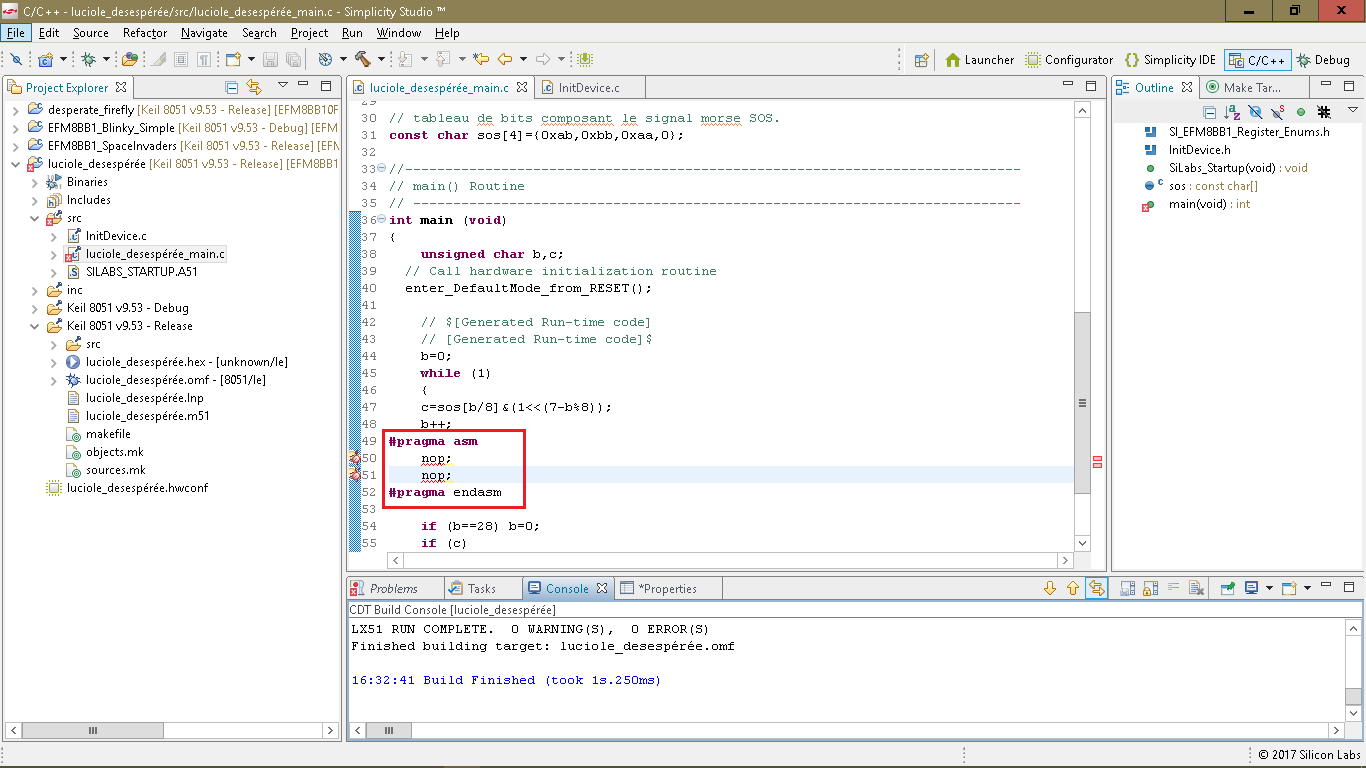 C/C++ - luciole_desespérée/src/luciole_desespérée_main.c - Simplicity Studio ™
File Edit Source Refactor Navigate Search Project Run Window Help
Launcher Configurator Simplicity IDE C/C++ Debug
Project Explorer
desperate_firefly [Keil 8051 v9.53 - Release] [EFM8BB10F
EFM8BB1_Blinky_Simple [Keil 8051 v9.53 - Debug] [EFM
EFM8BB1_SpaceInvaders [Keil 8051 v9.53 - Release] [EFM
luciole_desespérée [Keil 8051 v9.53 - Release] [EFM8BB1
Binaries
Includes
src
InitDevice.c
luciole_desespérée_main.c
SILABS_STARTUP.A51
inc
Keil 8051 v9.53 - Debug
Keil 8051 v9.53 - Release
src
luciole_desespérée.hex - [unknown/le]
luciole_desespérée.omf - [8051/le]
luciole_desespérée.lnp
luciole_desespérée.m51
makefile
objects.mk
sources.mk
luciole_desespérée.hwconf
luciole_desespérée_main.c InitDevice.c
29
30 // tableau de bits composant le signal morse SOS.
31 const char sos[4]={0xab,0xbb,0xaa,0};
32
33 //-----------------------------------------------------------------------------
34 // main() Routine
35 // ----------------------------------------------------------------------------
36 int main (void)
37 {
38 unsigned char b,c;
39 // Call hardware initialization routine
40 enter_DefaultMode_from_RESET();
41
42 // $[Generated Run-time code]
43 // [Generated Run-time code]$
44 b=0;
45 while (1)
46 {
47 c=sos[b/8]&(1<<(7-b%8));
48 b++;
49 #pragma asm
50 nop;
51 nop;
52 #pragma endasm
53
54 if (b==28) b=0;
55 if (c)
Outline Make Tar...
SI_EFM8BB1_Register_Enums.h
InitDevice.h
SiLabs_Startup(void) : void
sos : const char[]
main(void) : int
Problems Tasks Console *Properties
CDT Build Console [luciole_desespérée]
LX51 RUN COMPLETE. 0 WARNING(S), 0 ERROR(S)
Finished building target: luciole_desespérée.omf
16:32:41 Build Finished (took 1s.250ms)
© 2017 Silicon Labs